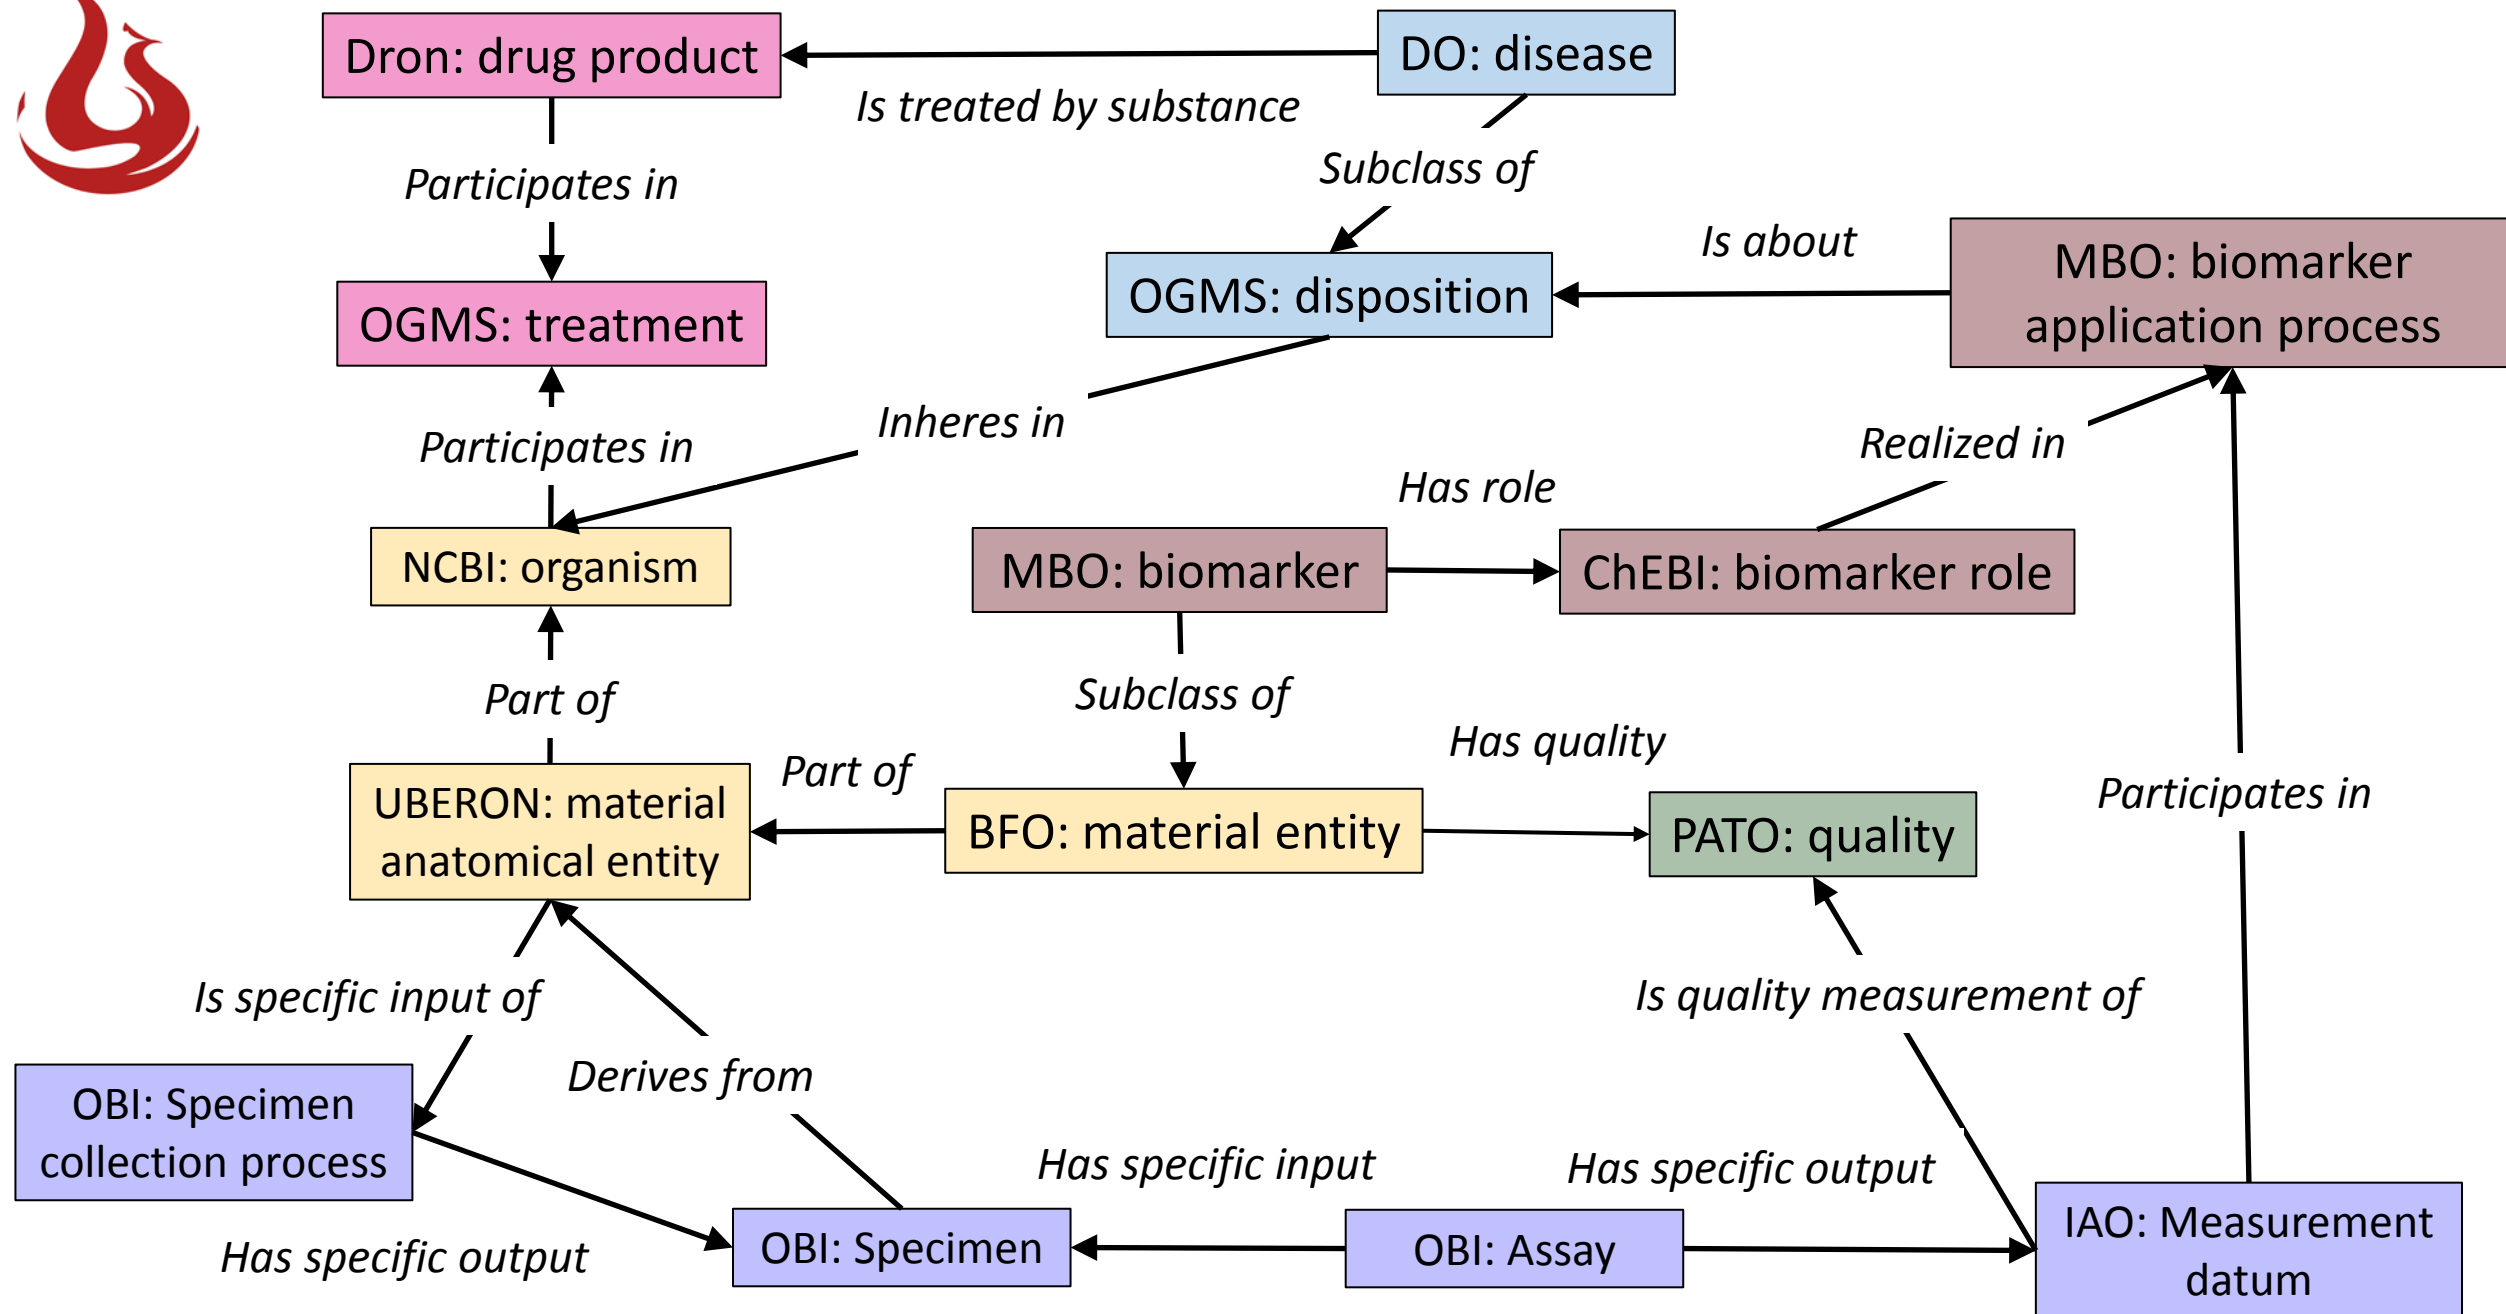 Dron: drug product
DO: disease
Is treated by substance
Participates in
Subclass of
Is about
MBO: biomarker
application process
OGMS: disposition
OGMS: treatment
Participates in
Inheres in
Realized in
Has role
NCBI: organism
MBO: biomarker
ChEBI: biomarker role
Part of
Subclass of
Has quality
Part of
Participates in
UBERON: material
anatomical entity
BFO: material entity
PATO: quality
Is specific input of
Is quality measurement of
Derives from
OBI: Specimen
collection process
Has specific input
Has specific output
Has specific output
OBI: Specimen
OBI: Assay
IAO: Measurement
datum